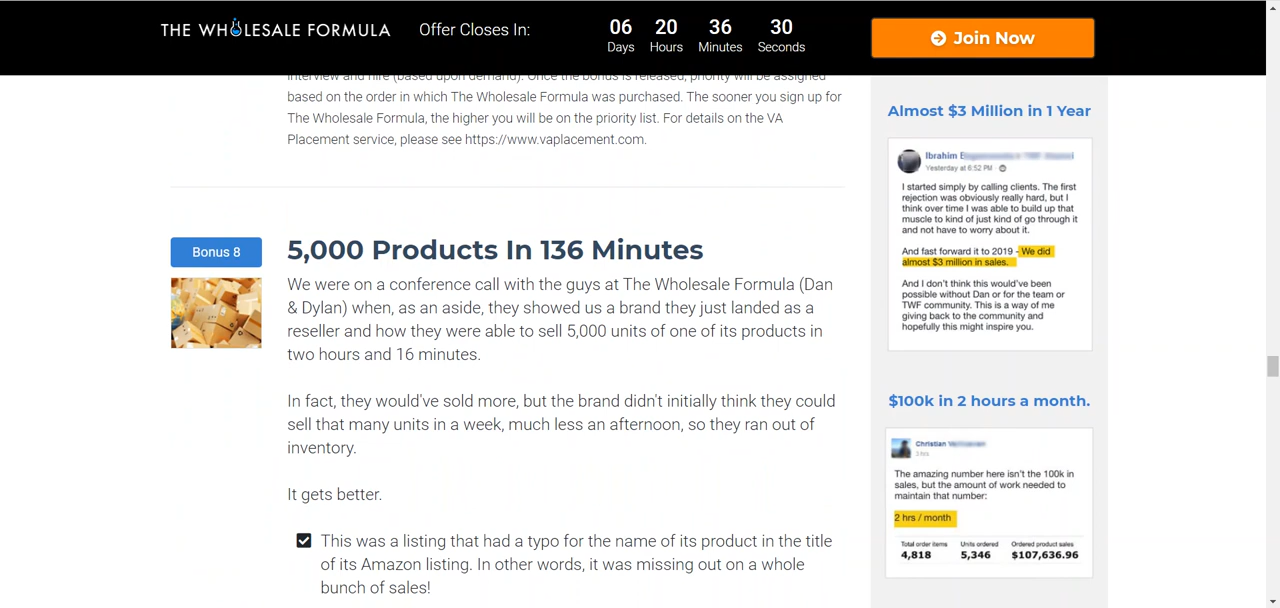 THE WHOLESALE FORMULA
Offer Closes In:
06 20 36 30
Days Hours Minutes Seconds
Join Now
interview and hire (based upon demand). Once the bonus is released, priority will be assigned
based on the order in which The Wholesale Formula was purchased. The sooner you sign up for
The Wholesale Formula, the higher you will be on the priority list. For details on the VA
Placement service, please see https://www.vaplacement.com.
Bonus 8
5,000 Products In 136 Minutes
We were on a conference call with the guys at The Wholesale Formula (Dan
& Dylan) when, as an aside, they showed us a brand they just landed as a
reseller and how they were able to sell 5,000 units of one of its products in
two hours and 16 minutes.
In fact, they would've sold more, but the brand didn't initially think they could
sell that many units in a week, much less an afternoon, so they ran out of
inventory.
It gets better.
This was a listing that had a typo for the name of its product in the title
of its Amazon listing. In other words, it was missing out on a whole
bunch of sales!
Almost $3 Million in 1 Year
Ibrahim
Yesterday at 6:52 PM
I started simply by calling clients. The first
rejection was obviously really hard, but I
think over time I was able to build up that
muscle to kind of just kind of go through it
and not have to worry about it.
And fast forward it to 2019 - We did
almost $3 million in sales.
And I don't think this would've been
possible without Dan or for the team or
TWF community. This is a way of me
giving back to the community and
hopefully this might inspire you.
$100k in 2 hours a month.
Christian
3 hrs
The amazing number here isn't the 100k in
sales, but the amount of work needed to
maintain that number:
2 hrs / month
Total order items Units ordered Ordered product sales
4,818 5,346 $107,636.96